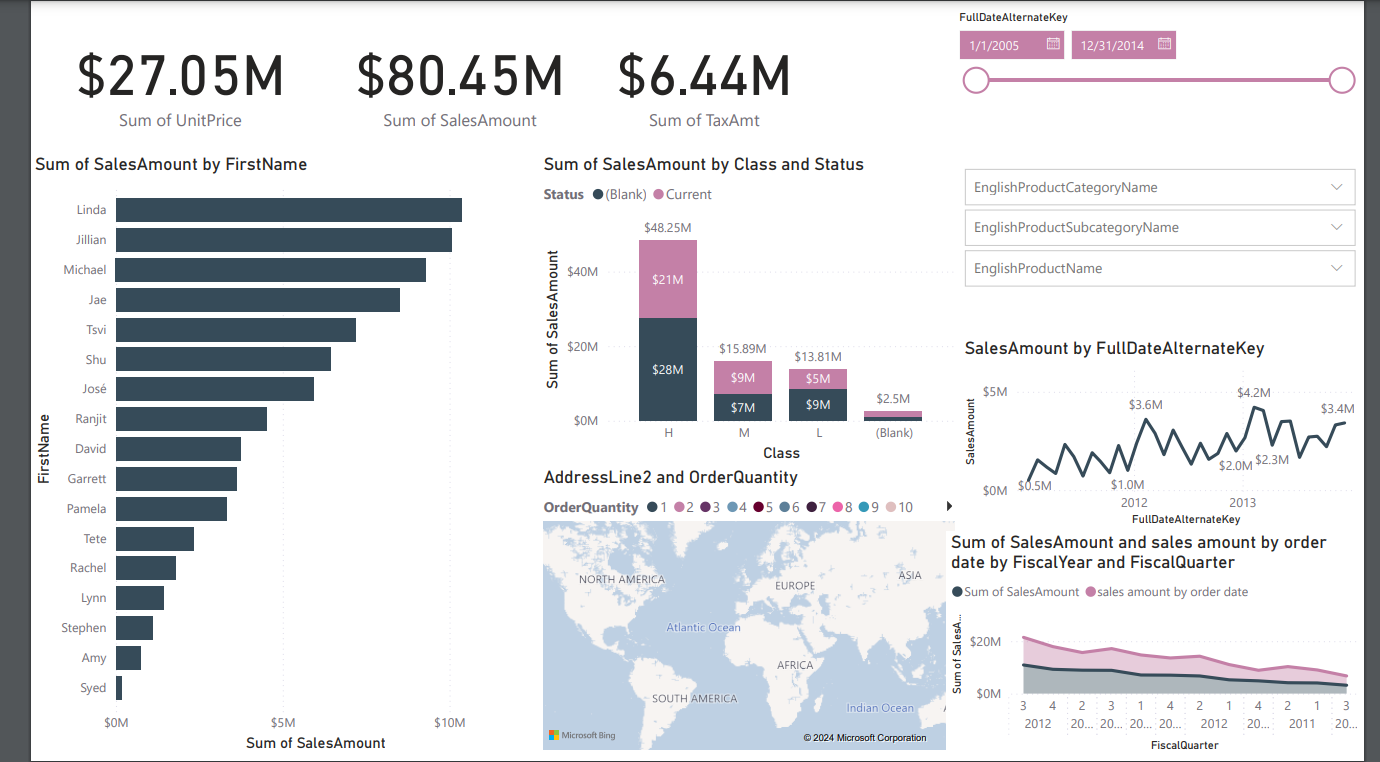 FullDateAlternateKey
1/1/2005
12/31/2014
$27.05M
Sum of UnitPrice
$80.45M
Sum of SalesAmount
$6.44M
Sum of TaxAmt
Sum of SalesAmount by FirstName
FirstName
Linda
Jillian
Michael
Jae
Tsvi
Shu
José
Ranjit
David
Garrett
Pamela
Tete
Rachel
Lynn
Stephen
Amy
Syed
$0M $5M $10M
Sum of SalesAmount
Sum of SalesAmount by Class and Status
Status (Blank) Current
Sum of SalesAmount
$40M
$20M
$0M
$48.25M
$21M
$28M
$15.89M
$9M
$7M
$13.81M
$5M
$9M
$2.5M
H M L (Blank)
Class
EnglishProductCategoryName
EnglishProductSubcategoryName
EnglishProductName
AddressLine2 and OrderQuantity
OrderQuantity 1 2 3 4 5 6 7 8 9 10
NORTH AMERICA
EUROPE
ASIA
Atlantic Ocean
AFRICA
SOUTH AMERICA
Indian Ocean
A
Microsoft Bing
© 2024 Microsoft Corporation
SalesAmount by FullDateAlternateKey
SalesAmount
$5M
$0M
$0.5M
$1.0M
$3.6M
$2.0M
$4.2M
$2.3M
$3.4M
2012 2013
FullDateAlternateKey
Sum of SalesAmount and sales amount by order
date by FiscalYear and FiscalQuarter
Sum of SalesAmount sales amount by order date
Sum of SalesA...
$20M
$0M
3 4 2 3 1 4 2 1 4 2 1 3
2012 20... 20... 20... 20... 2012 20... 2011 20...
FiscalQuarter